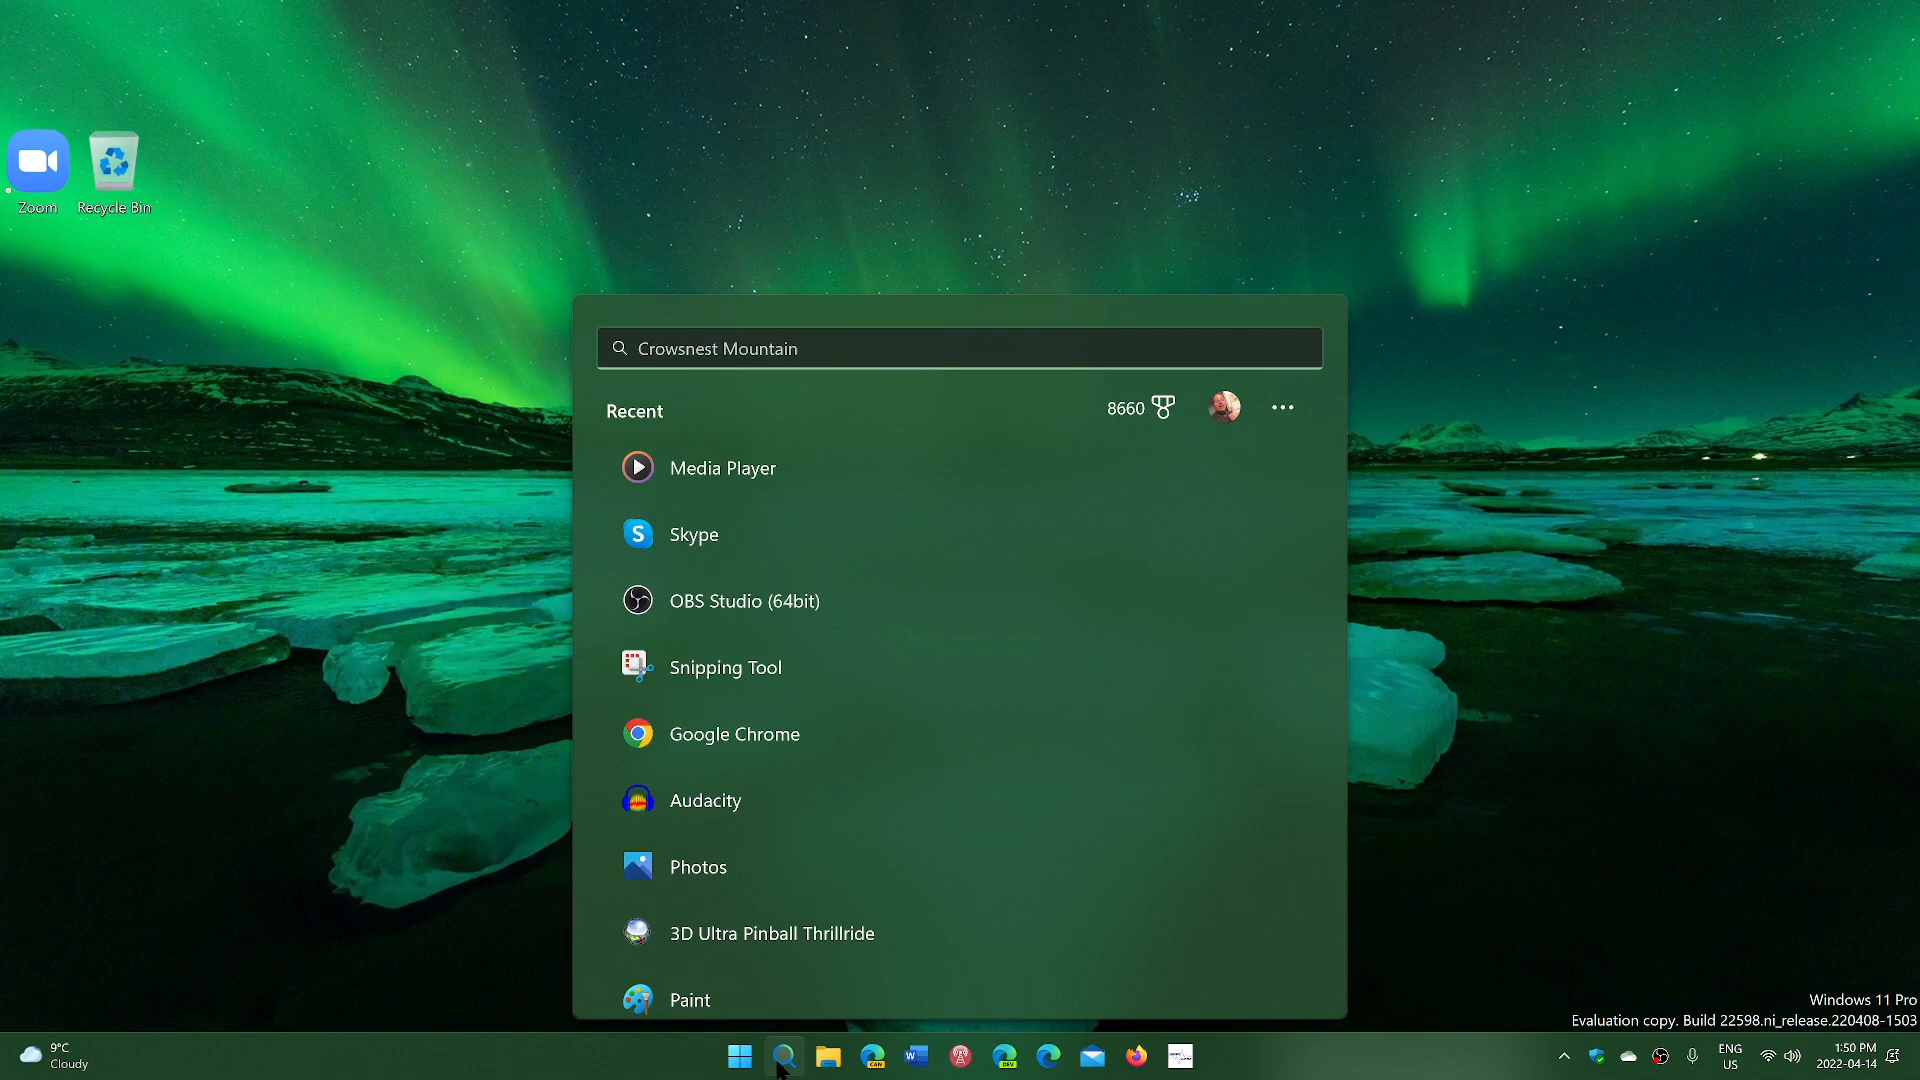 Zoom
Recycle Bin
Crowsnest Mountain
Recent
8660
Media Player
S
Skype
OBS Studio (64bit)
Snipping Tool
Google Chrome
Audacity
Photos
3D Ultra Pinball Thrillride
Paint
Windows 11 Pro
Evaluation copy. Build 22598.ni_release.220408-1503
9°C
Cloudy
CAN
W
DEV
ENG
US
1:50 PM
2022-04-14